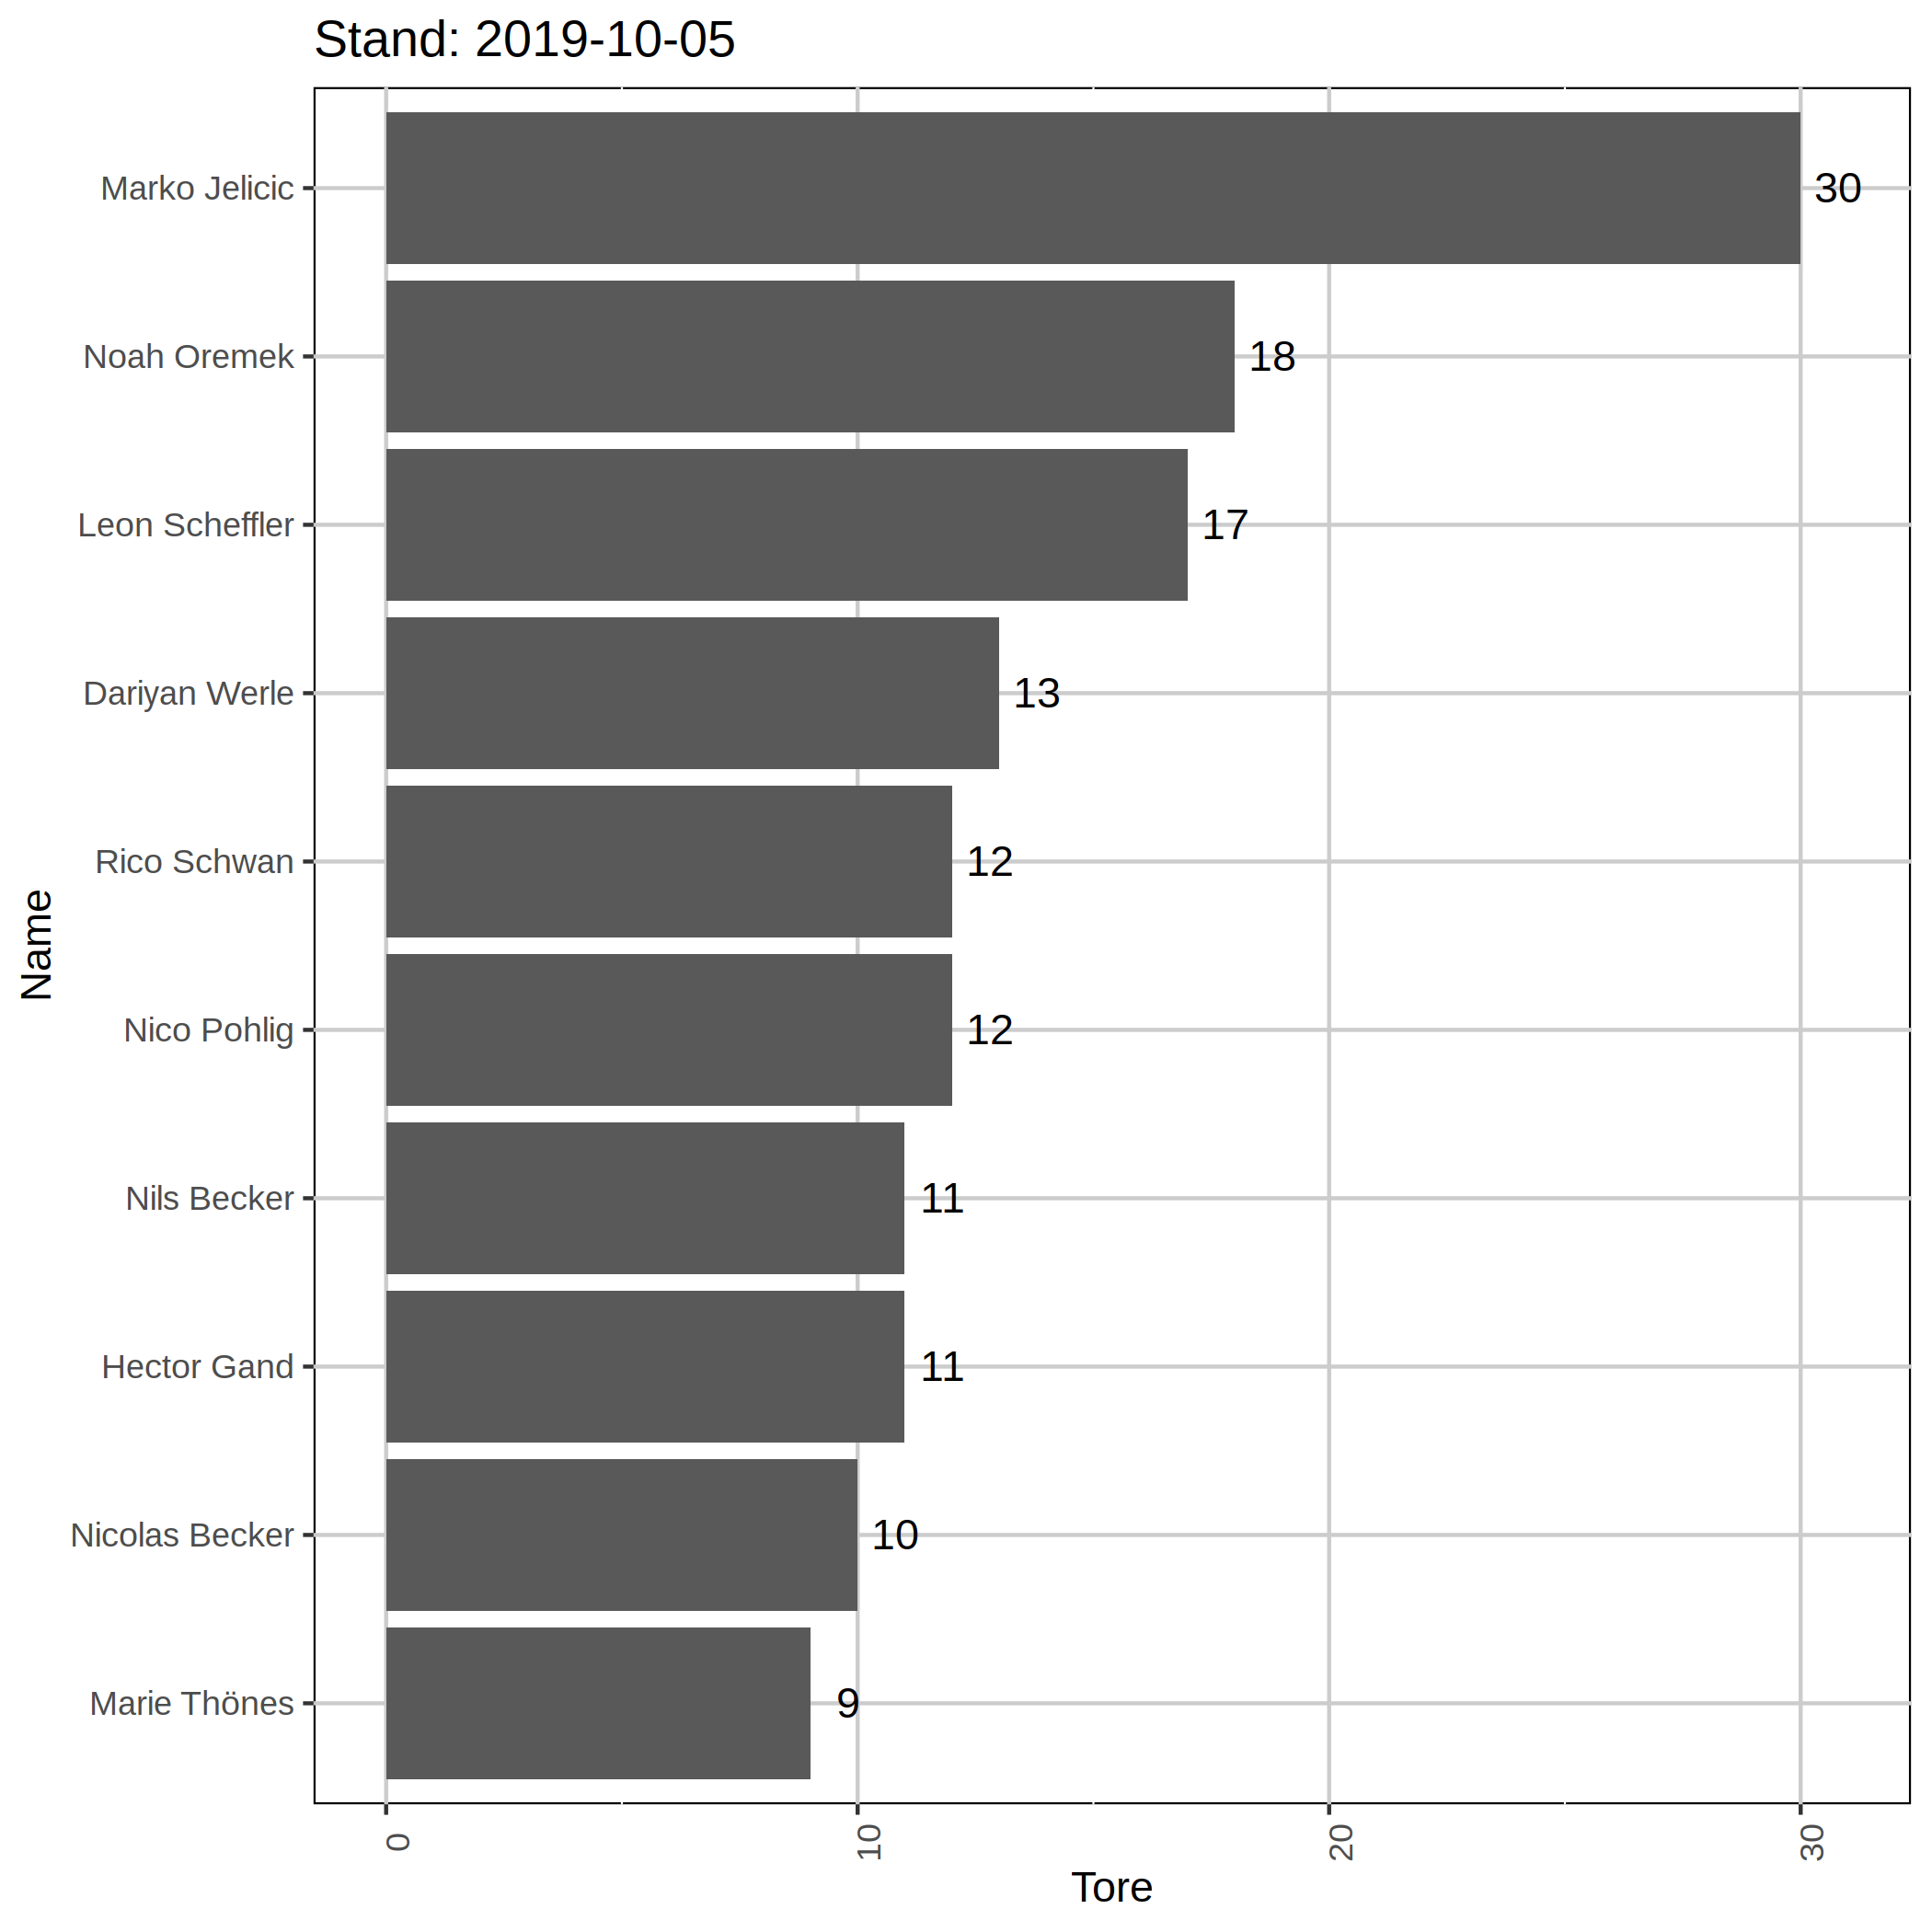 Stand: 2019-10-05
Marko Jelicic 30
Noah Oremek 18
Leon Scheffler 17
Dariyan Werle 13
Rico Schwan 12
Nico Pohlig 12
Nils Becker 11
Hector Gand 11
Nicolas Becker 10
Marie Thönes 9
Name
0 10 20 30
Tore